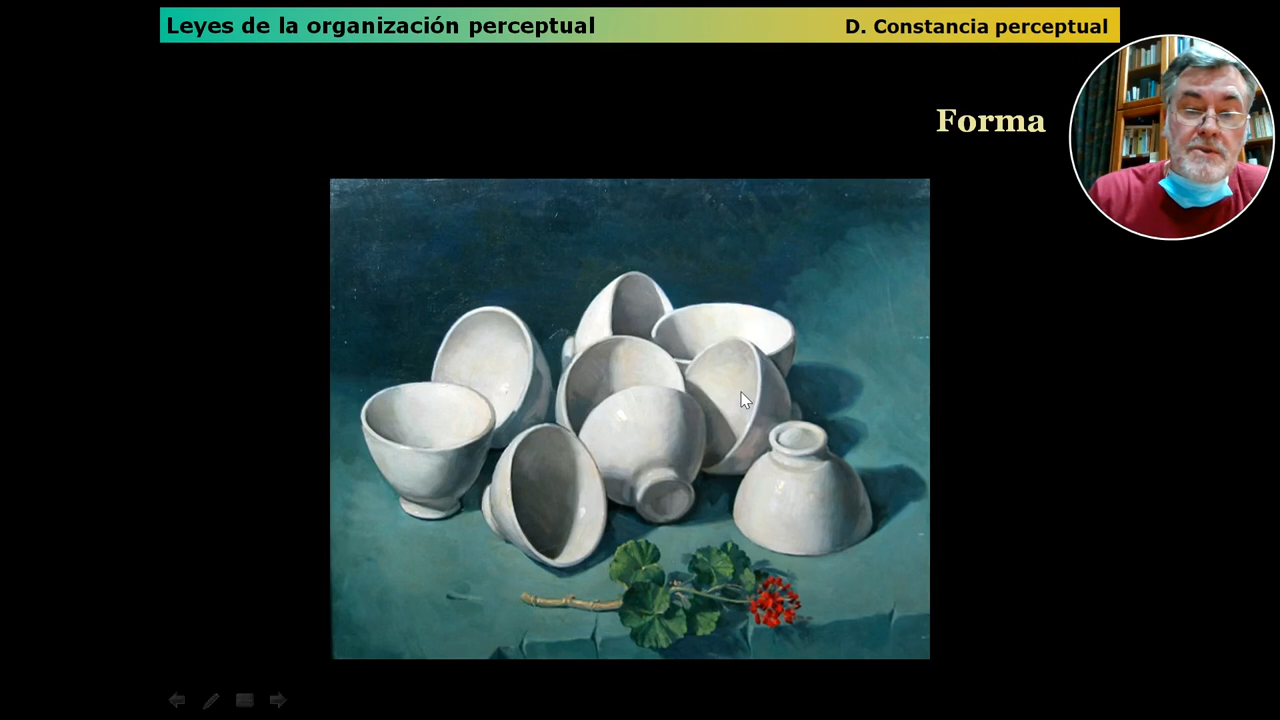 Leyes de la organización perceptual
D. Constancia perceptual
Forma